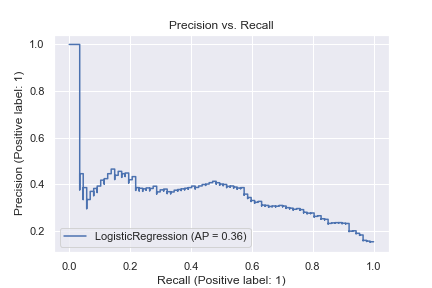 Precision vs. Recall
Precision (Positive label: 1)
1.0
0.8
0.6
0.4
0.2
LogisticRegression (AP = 0.36)
0.0 0.2 0.4 0.6 0.8 1.0
Recall (Positive label: 1)